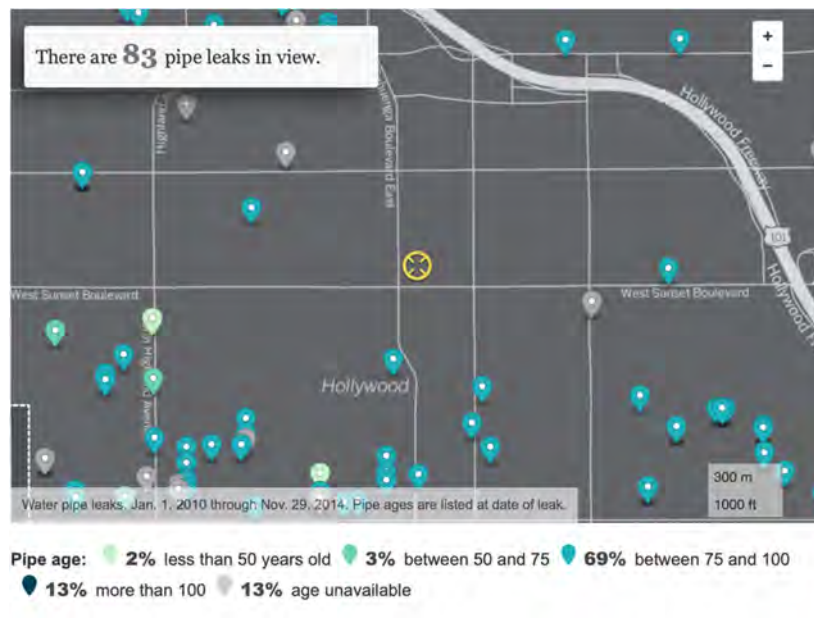 There are 83 pipe leaks in view.
+
−
Highland
Boulevard East
Hollywood Freeway
101
West Sunset Boulevard
West Sunset Boulevard
Hollywood
Hollywood
300 m
1000 ft
Water pipe leaks, Jan. 1, 2010 through Nov. 29, 2014. Pipe ages are listed at date of leak.
Pipe age: 2% less than 50 years old 3% between 50 and 75 69% between 75 and 100
13% more than 100 13% age unavailable